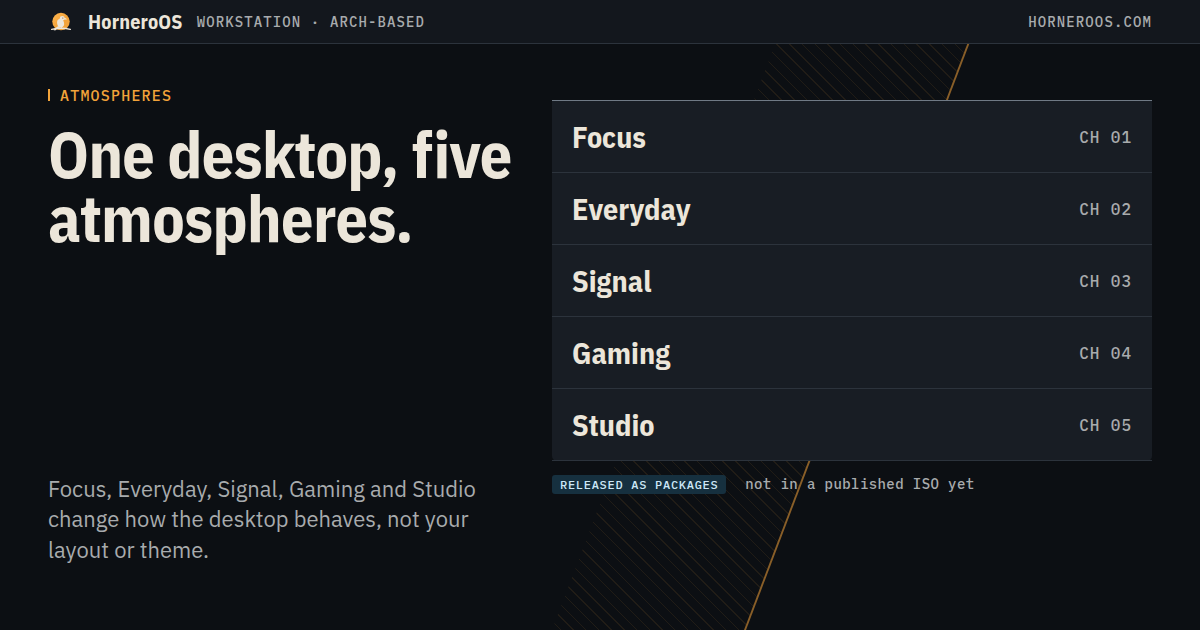 HorneroOS WORKSTATION · ARCH-BASED
HORNEROOS.COM
ATMOSPHERES
One desktop, five
atmospheres.
Focus, Everyday, Signal, Gaming and Studio
change how the desktop behaves, not your
layout or theme.
Focus CH 01
Everyday CH 02
Signal CH 03
Gaming CH 04
Studio CH 05
RELEASED AS PACKAGES not in a published ISO yet